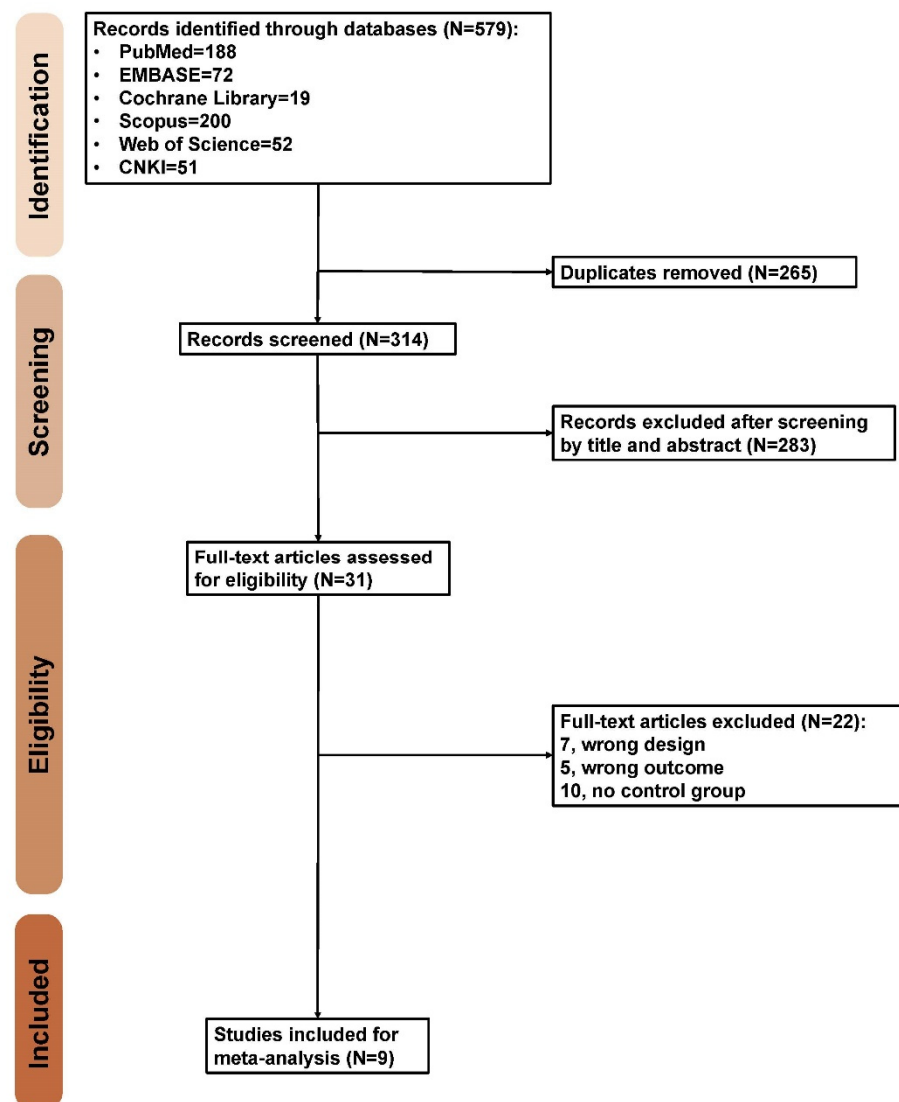 Identification
Records identified through databases (N=579):
• PubMed=188
• EMBASE=72
• Cochrane Library=19
• Scopus=200
• Web of Science=52
• CNKI=51
Duplicates removed (N=265)
Screening
Records screened (N=314)
Records excluded after screening
by title and abstract (N=283)
Eligibility
Full-text articles assessed
for eligibility (N=31)
Full-text articles excluded (N=22):
7, wrong design
5, wrong outcome
10, no control group
Included
Studies included for
meta-analysis (N=9)